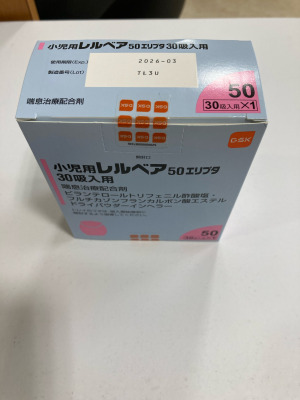 小児用レルベア50エリプタ30吸入用
使用期限(Exp.)
2026-03
製造番号(Lot)
TL3U
喘息治療配合剤
50
30吸入用×1
GSK
小児用レルベア50エリプタ
30吸入用
喘息治療配合剤
ビランテロールトリフェニル酢酸塩・
フルチカゾンフランカルボン酸エステル
ドライパウダーインヘラー
50
30吸入用×1